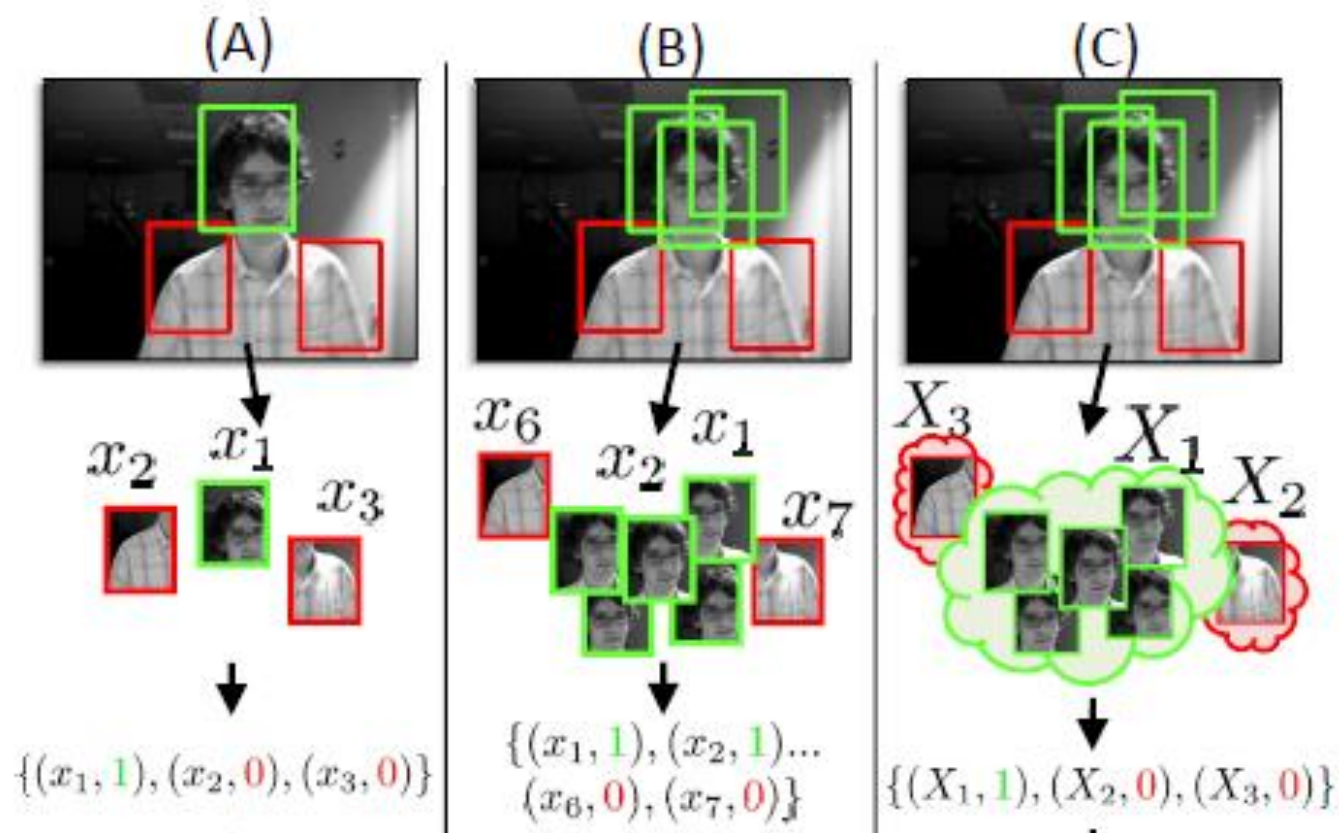 (A)
(B)
(C)
x₂
x₁
x₃
{(x₁, 1), (x₂, 0), (x₃, 0)}
x₆
x₂
x₁
x₇
{(x₁, 1), (x₂, 1)...
(x₆, 0), (x₇, 0)}
X₃
X₁
X₂
{(X₁, 1), (X₂, 0), (X₃, 0)}